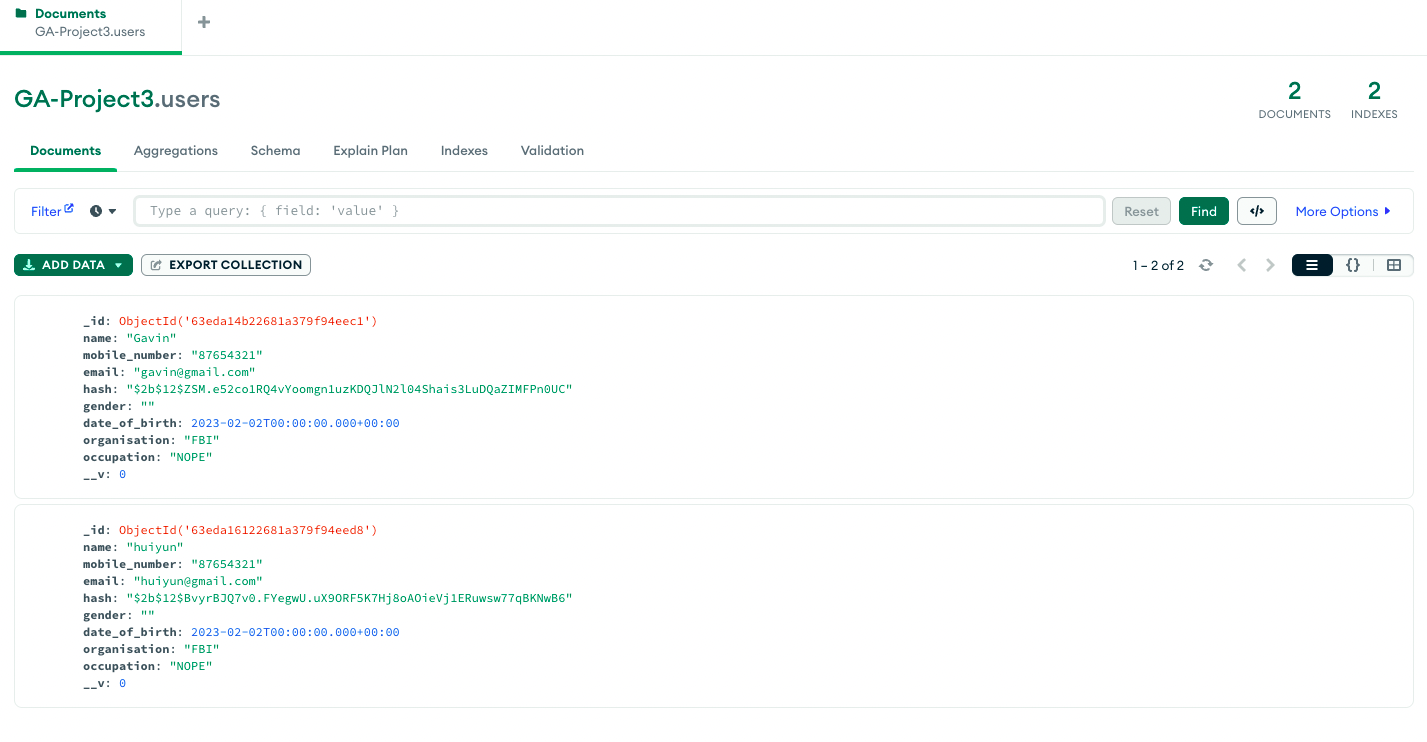 Documents
GA-Project3.users
GA-Project3.users
2
DOCUMENTS
2
INDEXES
Documents Aggregations Schema Explain Plan Indexes Validation
Filter Type a query: { field: 'value' } Reset Find </> More Options
ADD DATA EXPORT COLLECTION 1 – 2 of 2 {}
_id: ObjectId('63eda14b22681a379f94eec1')
name: "Gavin"
mobile_number: "87654321"
email: "gavin@gmail.com"
hash: "$2b$12$ZSM.e52co1RQ4vYoomgn1uzKDQJlN2l04Shais3LuDQaZIMFPn0UC"
gender: ""
date_of_birth: 2023-02-02T00:00:00.000+00:00
organisation: "FBI"
occupation: "NOPE"
__v: 0
_id: ObjectId('63eda16122681a379f94eed8')
name: "huiyun"
mobile_number: "87654321"
email: "huiyun@gmail.com"
hash: "$2b$12$BvyrBJQ7v0.FYegwU.uX9ORF5K7Hj8oAOieVj1ERuwsw77qBKNwB6"
gender: ""
date_of_birth: 2023-02-02T00:00:00.000+00:00
organisation: "FBI"
occupation: "NOPE"
__v: 0